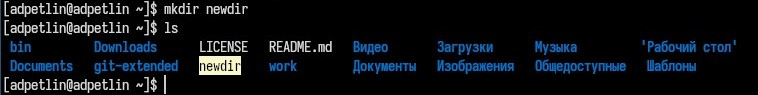 [adpetlin@adpetlin ~]$ mkdir newdir
[adpetlin@adpetlin ~]$ ls
bin Downloads LICENSE README.md Видео Загрузки Музыка 'Рабочий стол'
Documents git-extended newdir work Документы Изображения Общедоступные Шаблоны
[adpetlin@adpetlin ~]$